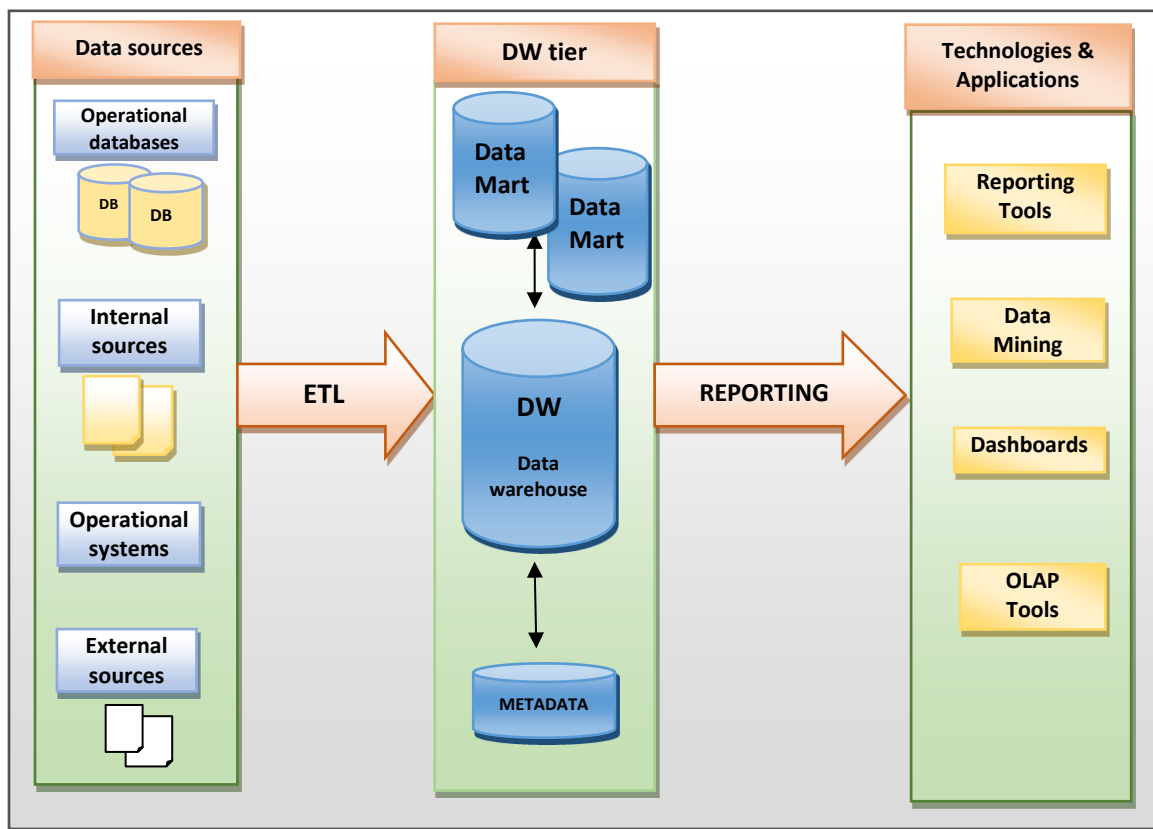 Data sources
Operational
databases
DB
DB
Internal
sources
Operational
systems
External
sources
ETL
DW tier
Data
Mart
Data
Mart
DW
Data
warehouse
METADATA
REPORTING
Technologies &
Applications
Reporting
Tools
Data
Mining
Dashboards
OLAP
Tools